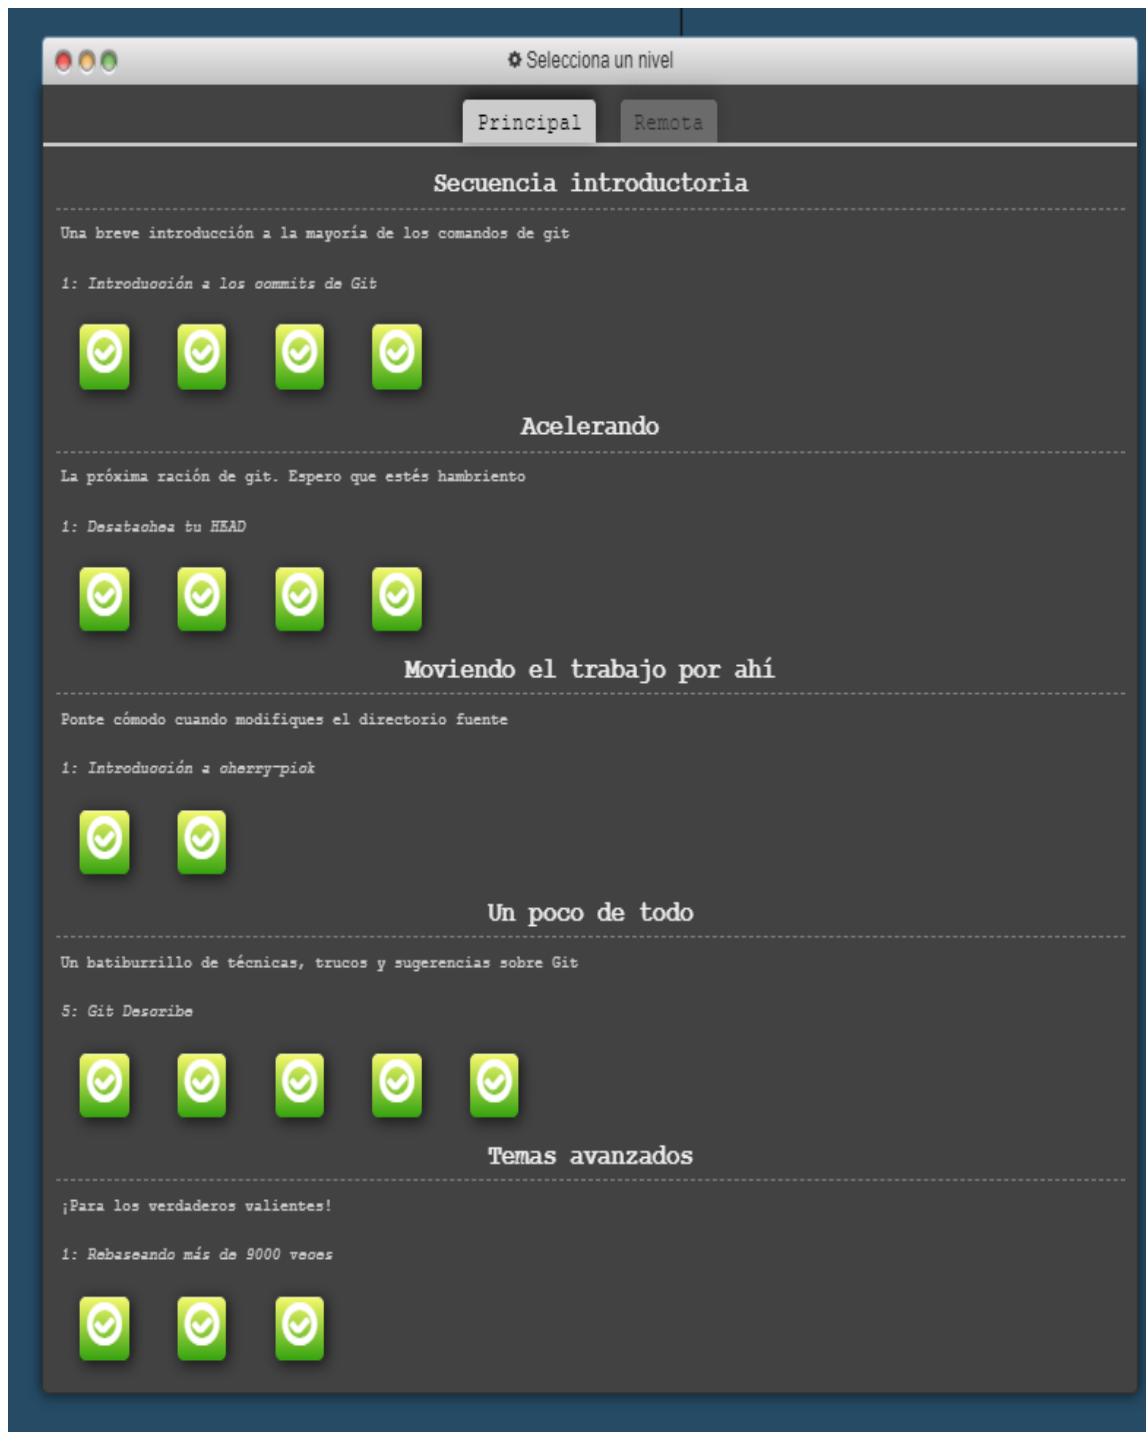 Selecciona un nivel
Principal Remota
Secuencia introductoria
Una breve introducción a la mayoría de los comandos de git
1: Introducción a los commits de Git
Acelerando
La próxima ración de git. Espero que estés hambriento
1: Desatachea tu HEAD
Moviendo el trabajo por ahí
Ponte cómodo cuando modifiques el directorio fuente
1: Introducción a cherry-pick
Un poco de todo
Un batiburrillo de técnicas, trucos y sugerencias sobre Git
5: Git Describe
Temas avanzados
¡Para los verdaderos valientes!
1: Rebaseando más de 9000 veces